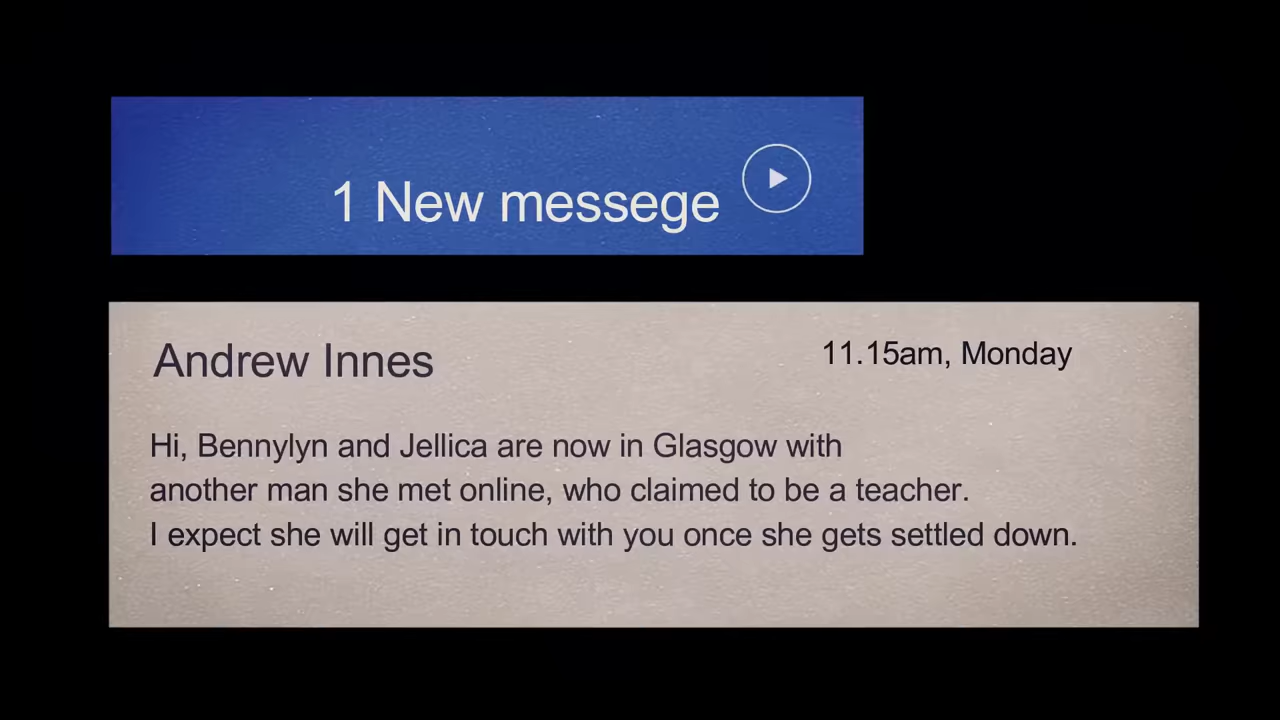 1 New messege
Andrew Innes
11.15am, Monday
Hi, Bennylyn and Jellica are now in Glasgow with
another man she met online, who claimed to be a teacher.
I expect she will get in touch with you once she gets settled down.